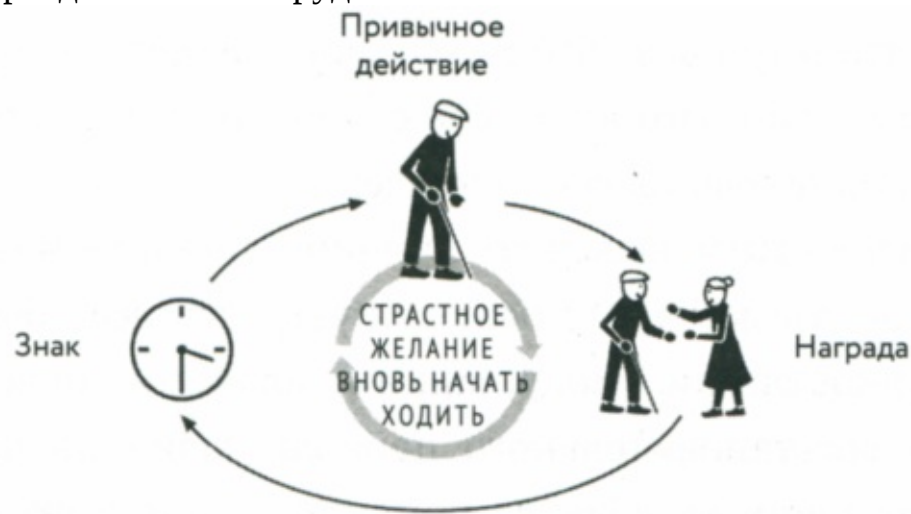 Привычное
действие
СТРАСТНОЕ
ЖЕЛАНИЕ
ВНОВЬ НАЧАТЬ
ХОДИТЬ
Знак
Награда